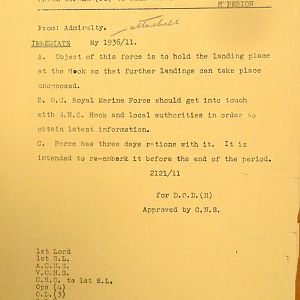 M'PERION
From: Admiralty.
IMMEDIATE My 1936/11.
A. Object of this force is to hold the landing place
at the Hook so that further landings can take place
unopposed.
B. O.C. Royal Marine Force should get into touch
with S.N.O. Hook and local authorities in order to
obtain latest information.
C. Force has three days rations with it. It is
intended to re-embark it before the end of the period.
2121/11
for D.O.D.(H)
Approved by C.N.S.
1st Lord
1st S.L.
A.C.N.S.
V.C.N.S.
C.S.O. to 1st S.L.
Ops (4)
O.L. (3)